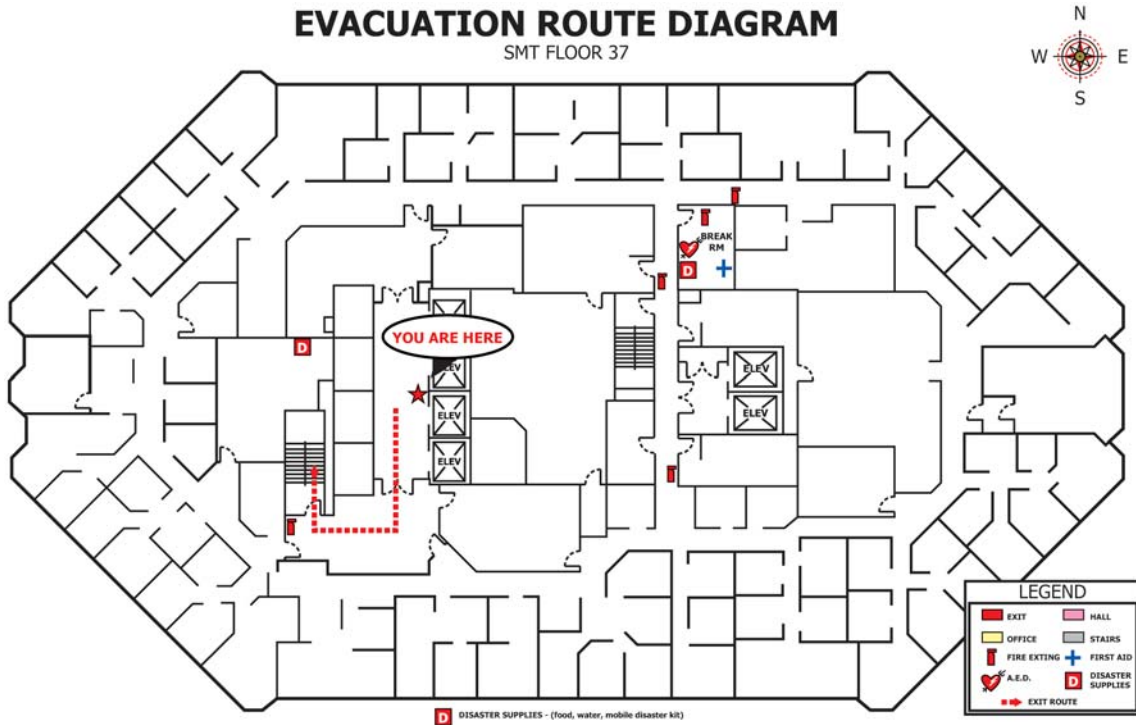 EVACUATION ROUTE DIAGRAM
SMT FLOOR 37
N
W E
S
BREAK
RM
D
YOU ARE HERE
D
ELEV
ELEV
ELEV
ELEV
ELEV
LEGEND
EXIT HALL
OFFICE STAIRS
FIRE EXTING FIRST AID
A.E.D. D DISASTER
SUPPLIES
EXIT ROUTE
D DISASTER SUPPLIES - (food, water, mobile disaster kit)